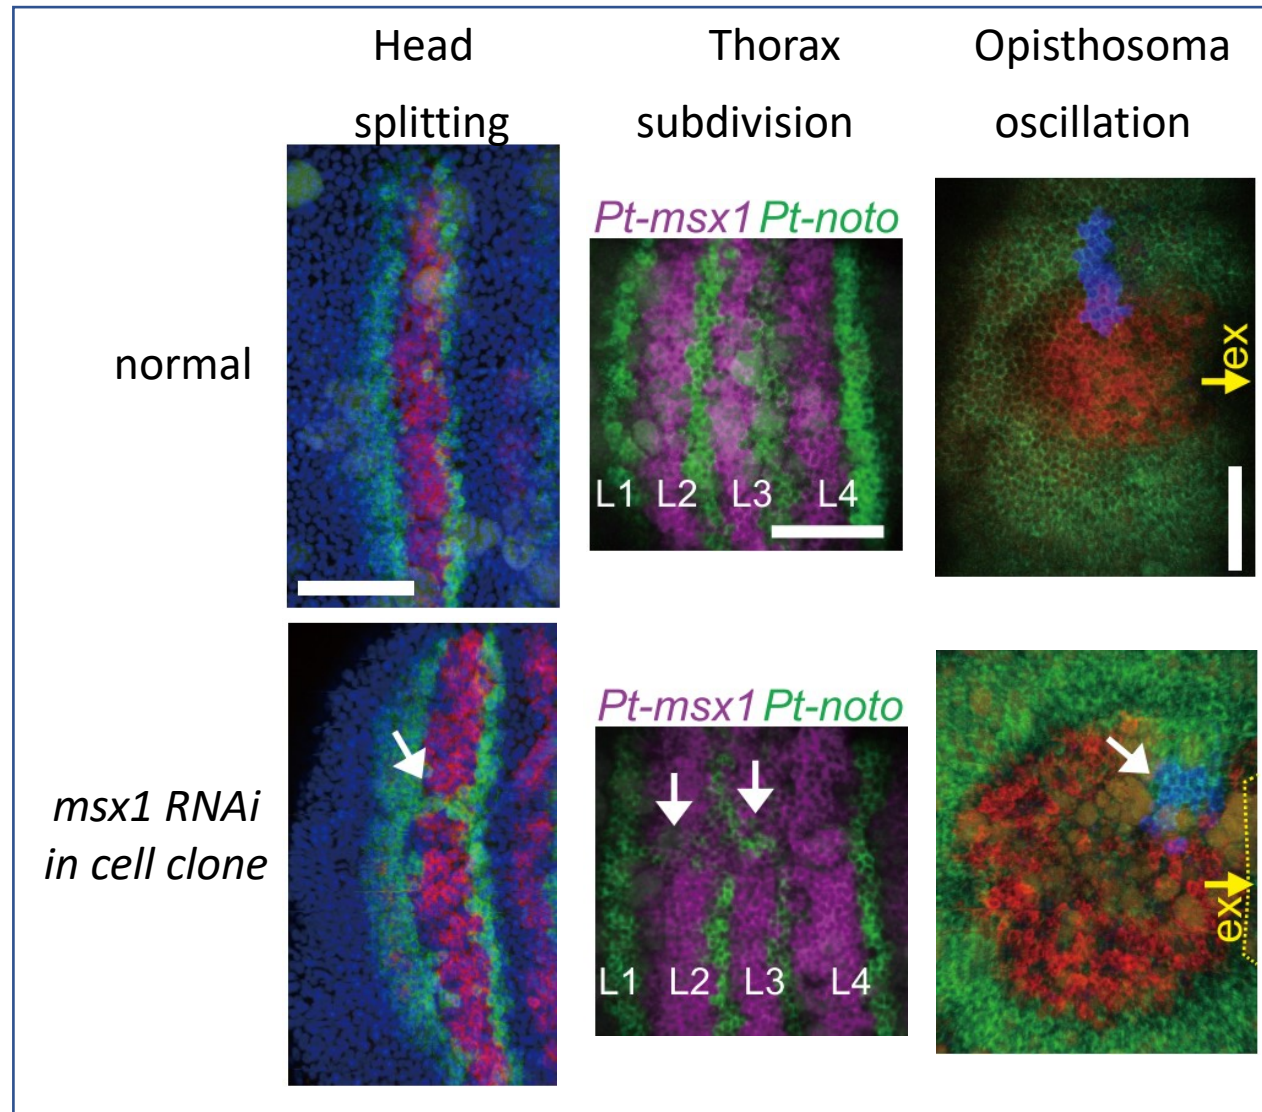 Head
splitting
Thorax
subdivision
Opisthosoma
oscillation
normal
Pt-msx1 Pt-noto
L1 L2 L3 L4
ex
msx1 RNAi
in cell clone
Pt-msx1 Pt-noto
L1 L2 L3 L4
ex